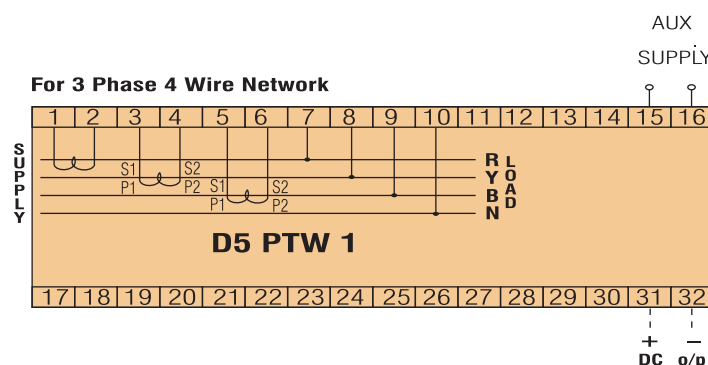 AUX
SUPPLY
For 3 Phase 4 Wire Network
1 2 3 4 5 6 7 8 9 10 11 12 13 14 15 16
SUPPLY
S1 S2
P1 P2
S1 S2
P1 P2
R
Y
B
N
LOAD
D5 PTW 1
17 18 19 20 21 22 23 24 25 26 27 28 29 30 31 32
+ −
DC o/p